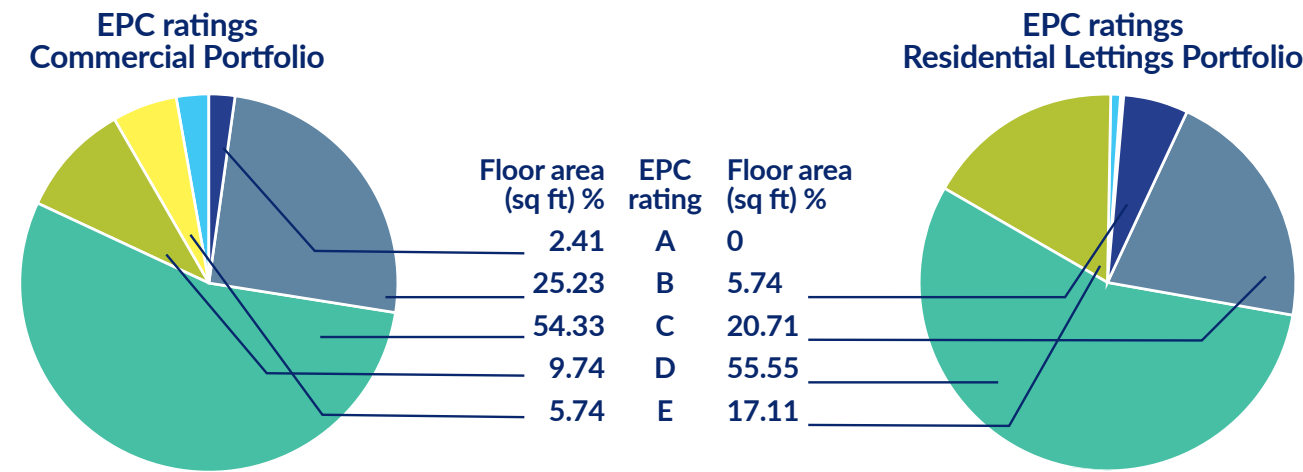 EPC ratings
Commercial Portfolio
EPC ratings
Residential Lettings Portfolio
Floor area EPC Floor area
(sq ft) % rating (sq ft) %
2.41 A 0
25.23 B 5.74
54.33 C 20.71
9.74 D 55.55
5.74 E 17.11